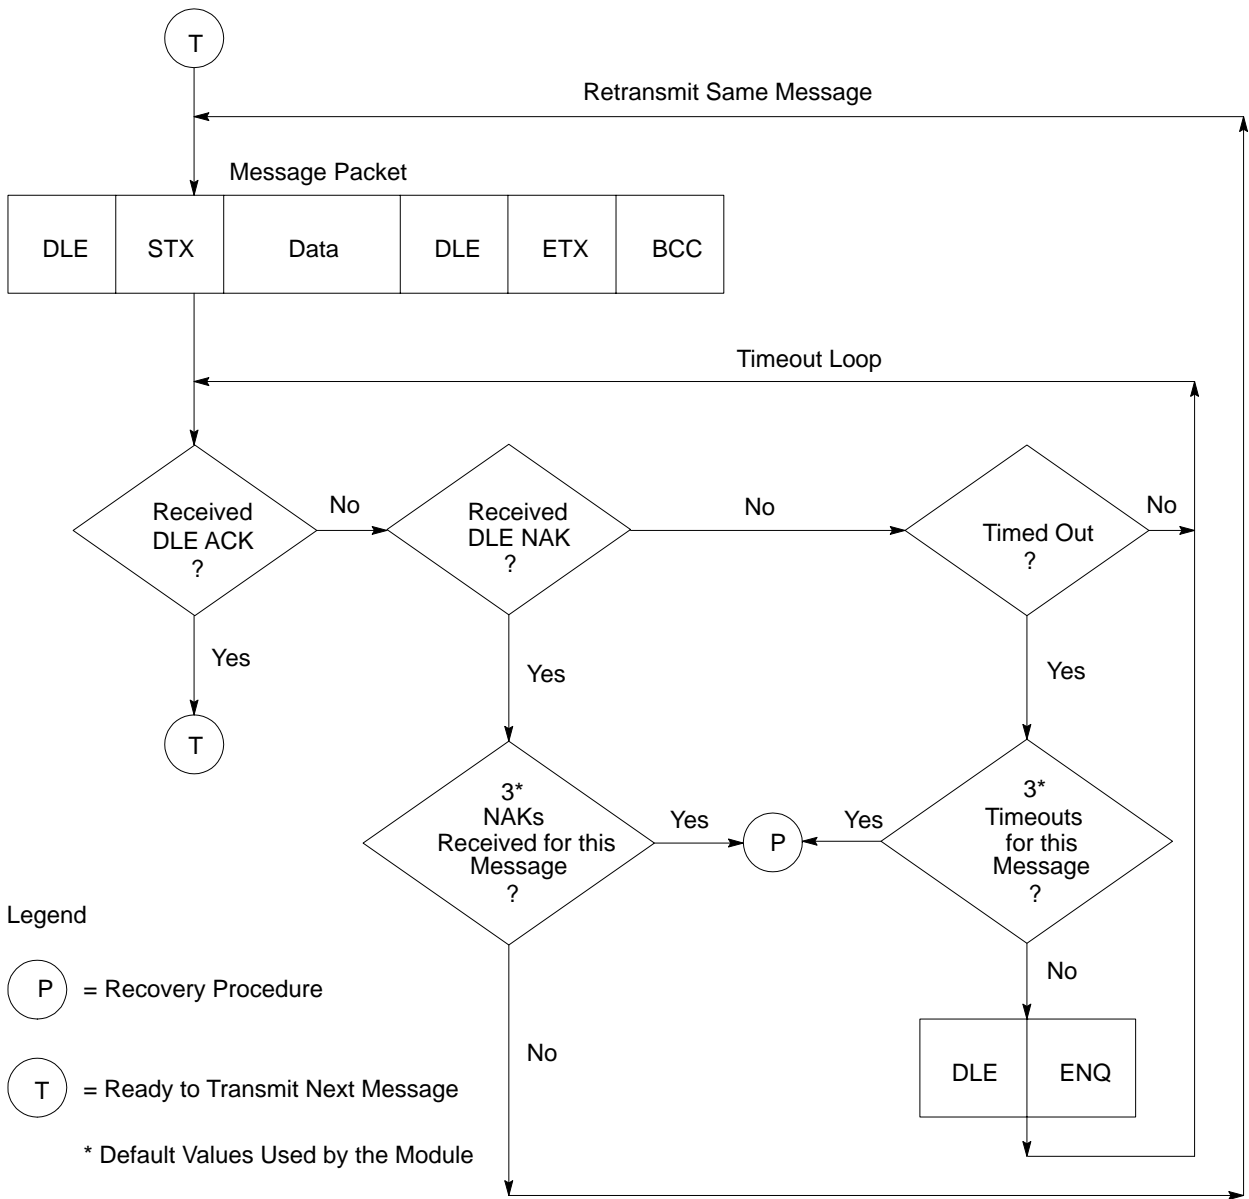 T
Retransmit Same Message
Message Packet
DLE STX Data DLE ETX BCC
Timeout Loop
Received
DLE ACK
?
No
Received
DLE NAK
?
No
Timed Out
?
No
Yes
Yes
Yes
T
3*
NAKs
Received for this
Message
?
Yes
P
Yes
3*
Timeouts
for this
Message
?
Legend
P = Recovery Procedure
No
No
DLE ENQ
T = Ready to Transmit Next Message
* Default Values Used by the Module